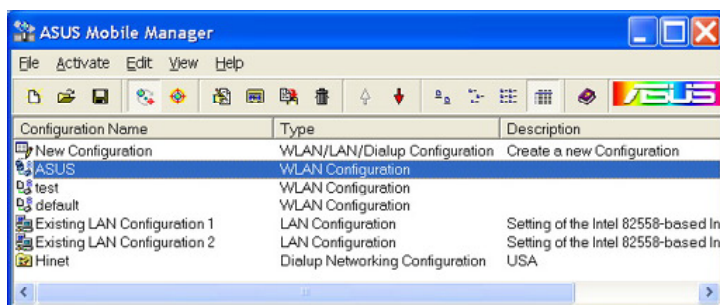 ASUS Mobile Manager
File Activate Edit View Help
ASUS
Configuration Name Type Description
New Configuration WLAN/LAN/Dialup Configuration Create a new Configuration
ASUS WLAN Configuration
test WLAN Configuration
default WLAN Configuration
Existing LAN Configuration 1 LAN Configuration Setting of the Intel 82558-based In
Existing LAN Configuration 2 LAN Configuration Setting of the Intel 82558-based In
Hinet Dialup Networking Configuration USA